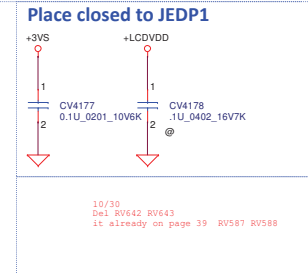 Place closed to JEDP1
+3VS
+LCDVDD
1
1
CV4177
0.1U_0201_10V6K
CV4178
.1U_0402_16V7K
2
2
@
10/30
Del RV642 RV643
it already on page 39 RV587 RV588